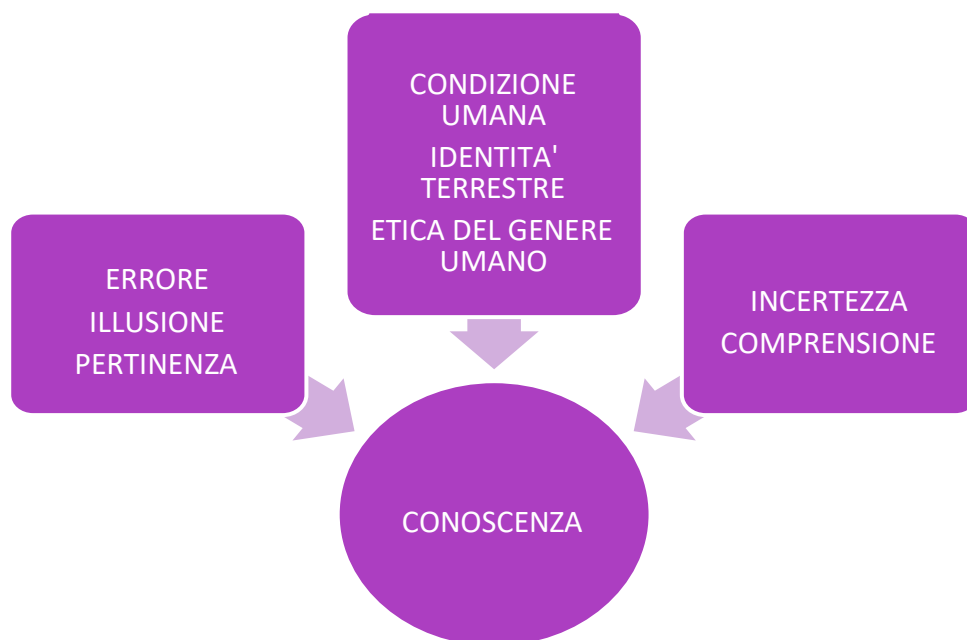 CONDIZIONE
UMANA
IDENTITA'
TERRESTRE
ETICA DEL GENERE
UMANO
ERRORE
ILLUSIONE
PERTINENZA
INCERTEZZA
COMPRENSIONE
CONOSCENZA